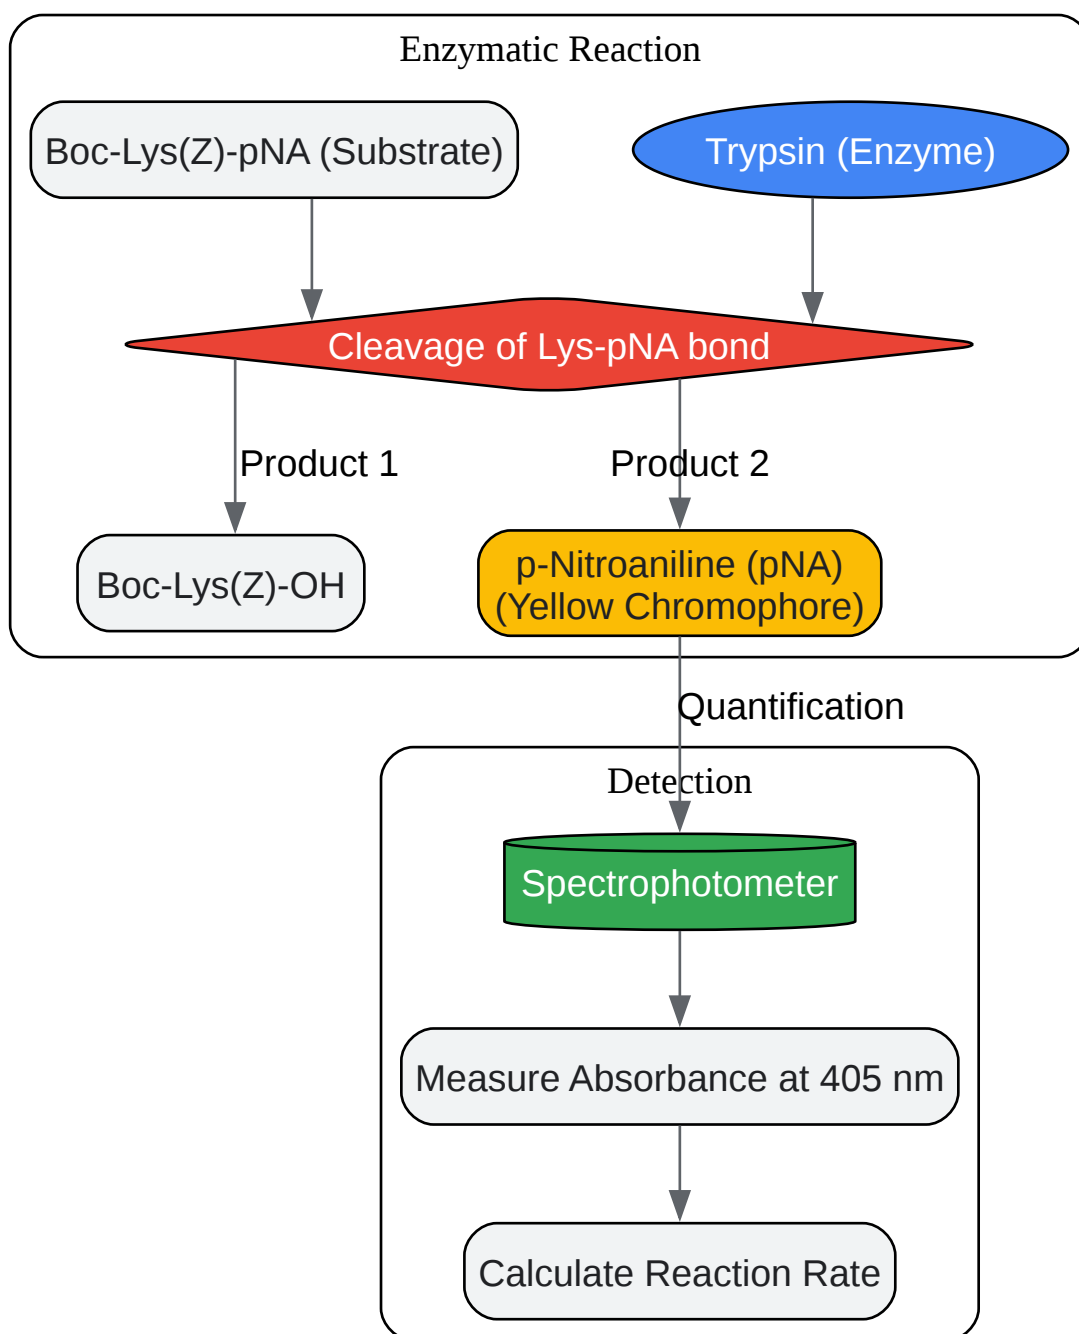 Enzymatic Reaction
Boc-Lys(Z)-pNA (Substrate)
Trypsin (Enzyme)
Cleavage of Lys-pNA bond
Product 1
Product 2
Boc-Lys(Z)-OH
p-Nitroaniline (pNA)
(Yellow Chromophore)
Quantification
Detection
Spectrophotometer
Measure Absorbance at 405 nm
Calculate Reaction Rate